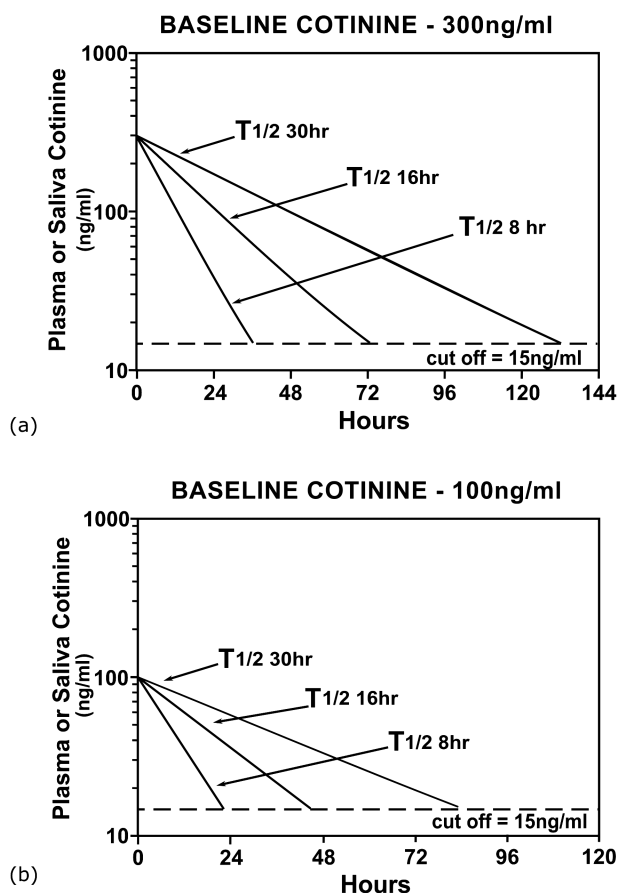 BASELINE COTININE - 300ng/ml
1000
100
10
Plasma or Saliva Cotinine
(ng/ml)
T1/2 30hr
T1/2 16hr
T1/2 8 hr
cut off = 15ng/ml
0 24 48 72 96 120 144
Hours
(a)
BASELINE COTININE - 100ng/ml
1000
100
10
Plasma or Saliva Cotinine
(ng/ml)
T1/2 30hr
T1/2 16hr
T1/2 8hr
cut off = 15ng/ml
0 24 48 72 96 120
Hours
(b)